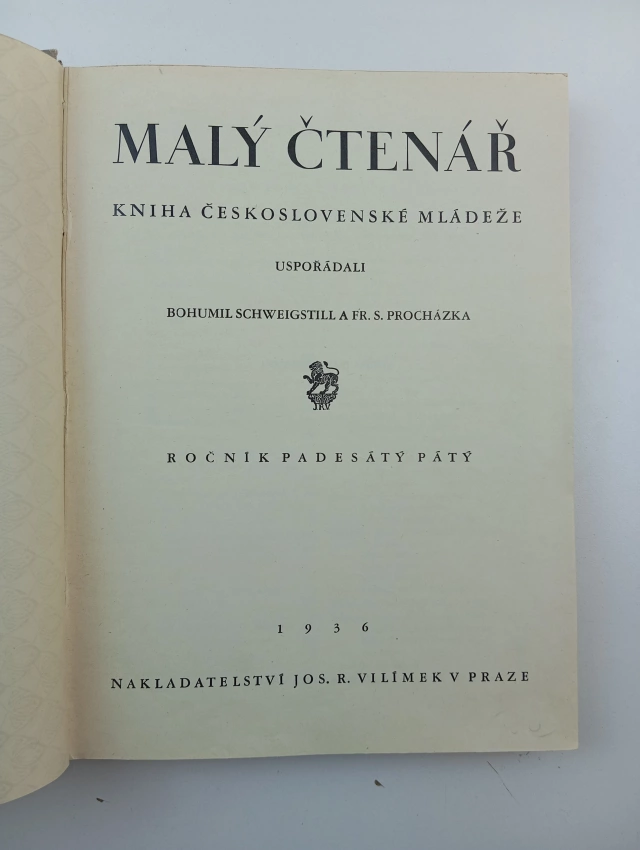 MALÝ ČTENÁŘ
KNIHA ČESKOSLOVENSKÉ MLÁDEŽE
USPOŘÁDALI
BOHUMIL SCHWEIGSTILL A FR. S. PROCHÁZKA
JRV
ROČNÍK PADESÁTÝ PÁTÝ
1936
NAKLADATELSTVÍ JOS. R. VILÍMEK V PRAZE